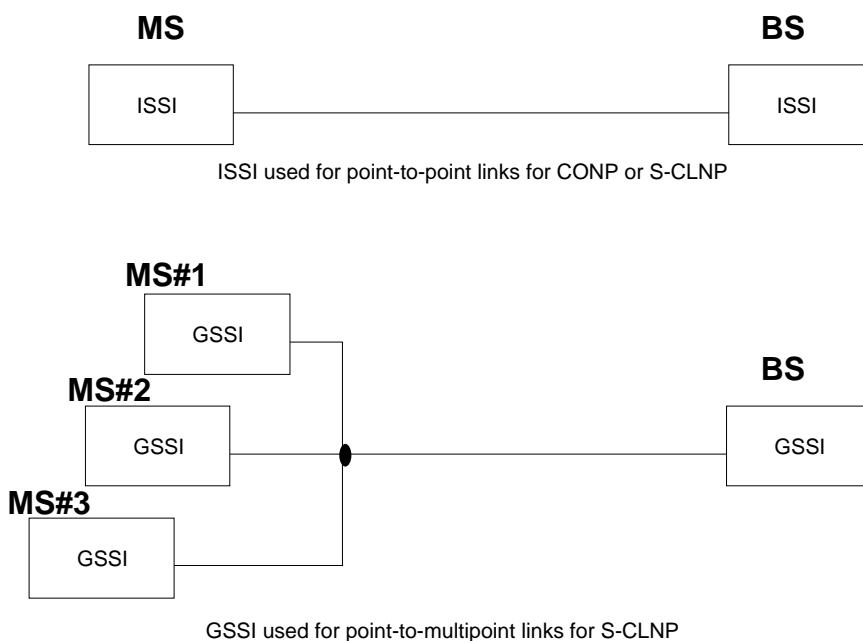 MS
BS
ISSI
ISSI
ISSI used for point-to-point links for CONP or S-CLNP
MS#1
GSSI
BS
MS#2
GSSI
GSSI
MS#3
GSSI
GSSI used for point-to-multipoint links for S-CLNP